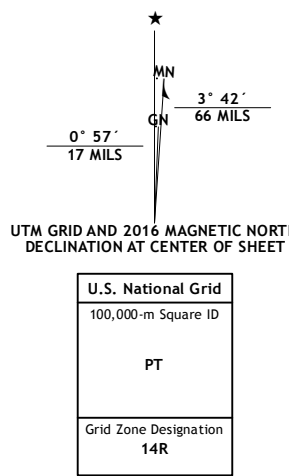 MN
3° 42´
66 MILS
GN
0° 57´
17 MILS
UTM GRID AND 2016 MAGNETIC NORT
DECLINATION AT CENTER OF SHEET
U.S. National Grid
100,000-m Square ID
PT
Grid Zone Designation
14R